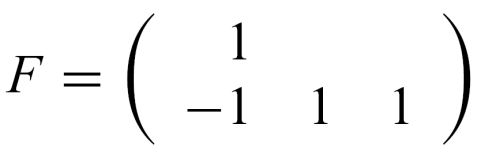 F = ( 1
-1 1 1 )